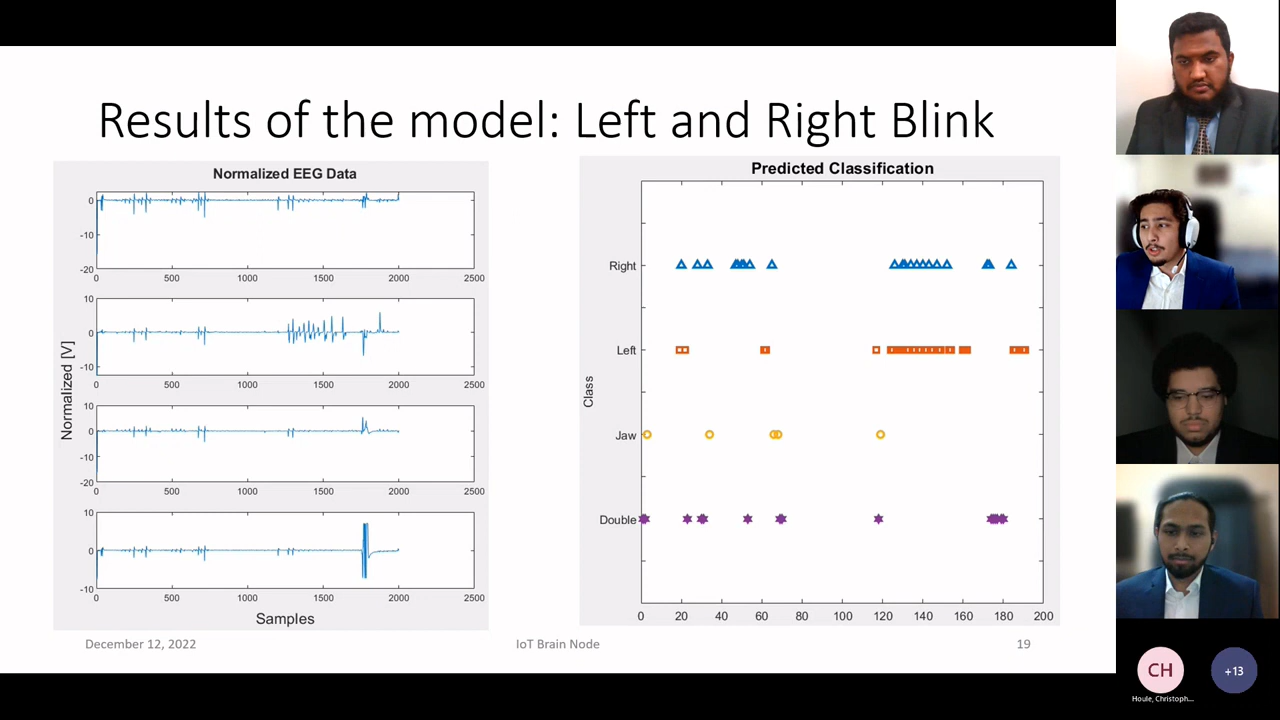 Results of the model: Left and Right Blink
Normalized EEG Data
0
-10
-20
0 500 1000 1500 2000 2500
10
0
-10
0 500 1000 1500 2000 2500
10
0
-10
-20
0 500 1000 1500 2000 2500
10
0
-10
0 500 1000 1500 2000 2500
Normalized [V]
Samples
Predicted Classification
Right
Left
Jaw
Double
Class
0 20 40 60 80 100 120 140 160 180 200
December 12, 2022
IoT Brain Node
19
CH
+13
Houle, Christoph...